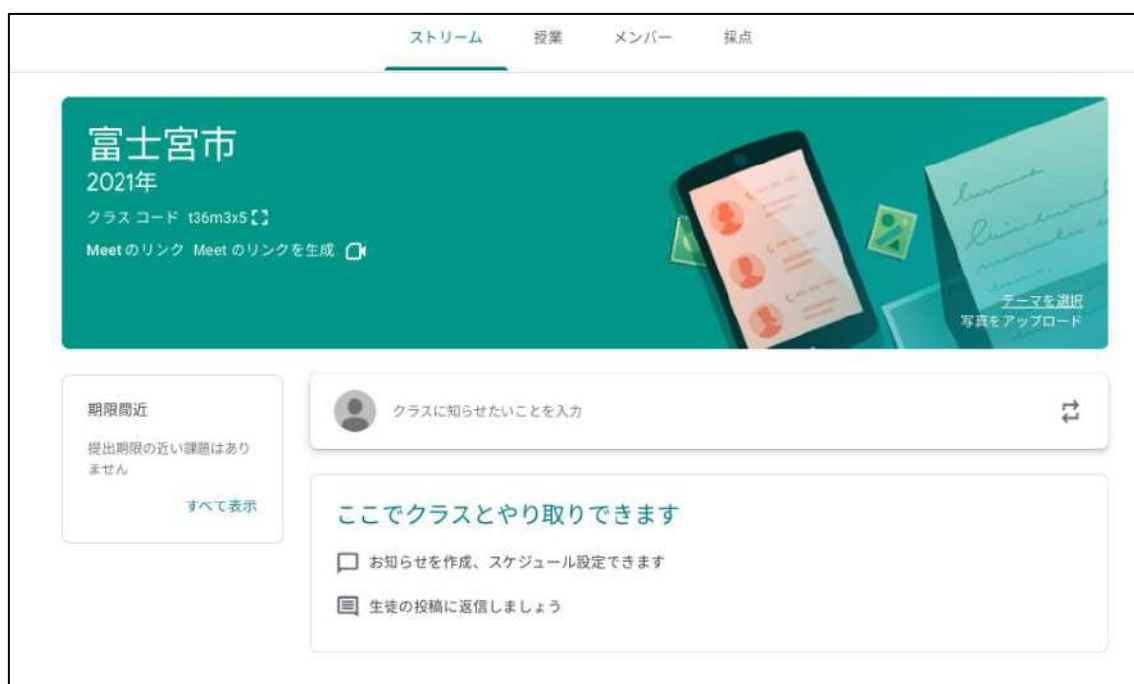 ストリーム 授業 メンバー 採点
富士宮市
2021年
クラス コード t36m3x5
Meet のリンク Meet のリンクを生成
テーマを選択
写真をアップロード
期限間近
提出期限の近い課題はあり
ません
すべて表示
クラスに知らせたいことを入力
ここでクラスとやり取りできます
お知らせを作成、スケジュール設定できます
生徒の投稿に返信しましょう